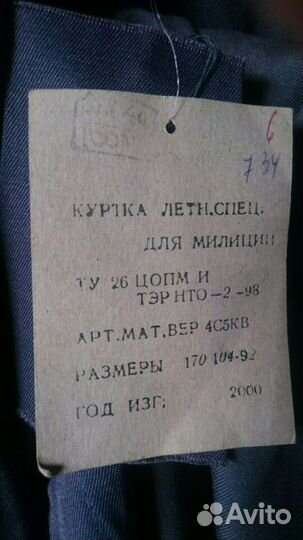 6
7 34
КУРТКА ЛЕТН.СПЕЦ.
ДЛЯ МИЛИЦИИ
ТУ 26 ЦОПМ И
ТЭР НТО-2-98
АРТ.МАТ.ВЕР 4С5КВ
РАЗМЕРЫ 170 104-92
ГОД ИЗГ; 2000
Avito